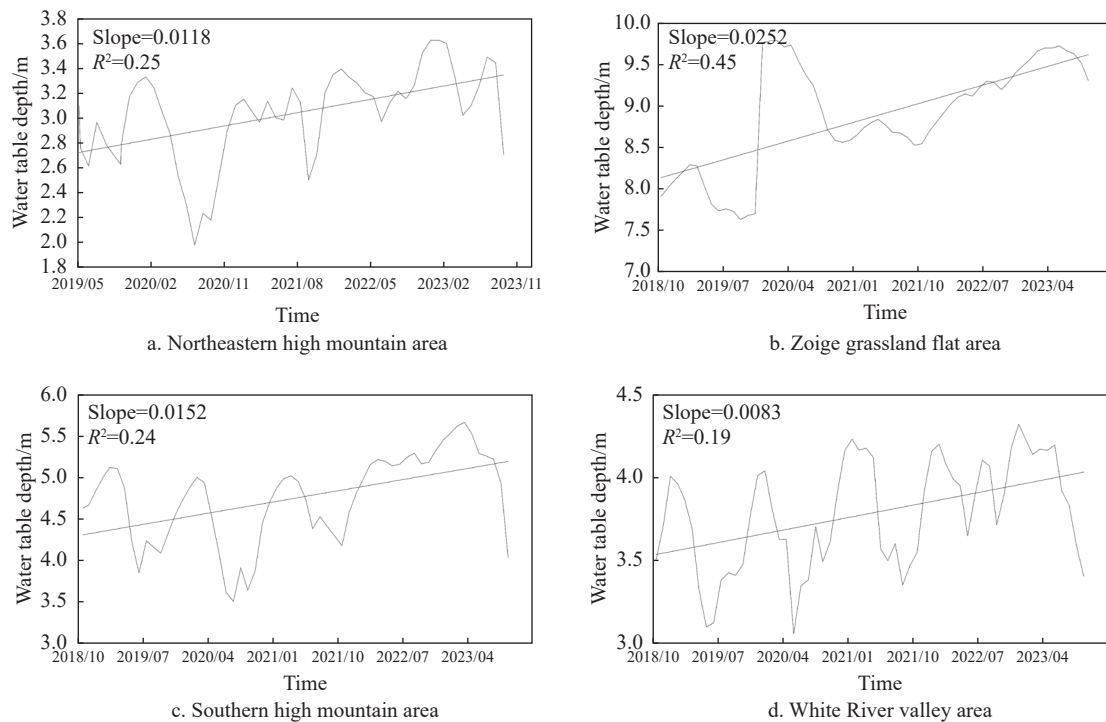 Slope=0.0118
R²=0.25
Water table depth/m
3.8
3.6
3.4
3.2
3.0
2.8
2.6
2.4
2.2
2.0
1.8
2019/05 2020/02 2020/11 2021/08 2022/05 2023/02 2023/11
Time
a. Northeastern high mountain area
Slope=0.0252
R²=0.45
Water table depth/m
10.0
9.5
9.0
8.5
8.0
7.5
7.0
2018/10 2019/07 2020/04 2021/01 2021/10 2022/07 2023/04
Time
b. Zoige grassland flat area
Slope=0.0152
R²=0.24
Water table depth/m
6.0
5.5
5.0
4.5
4.0
3.5
3.0
2018/10 2019/07 2020/04 2021/01 2021/10 2022/07 2023/04
Time
c. Southern high mountain area
Slope=0.0083
R²=0.19
Water table depth/m
4.5
4.0
3.5
3.0
2018/10 2019/07 2020/04 2021/01 2021/10 2022/07 2023/04
Time
d. White River valley area